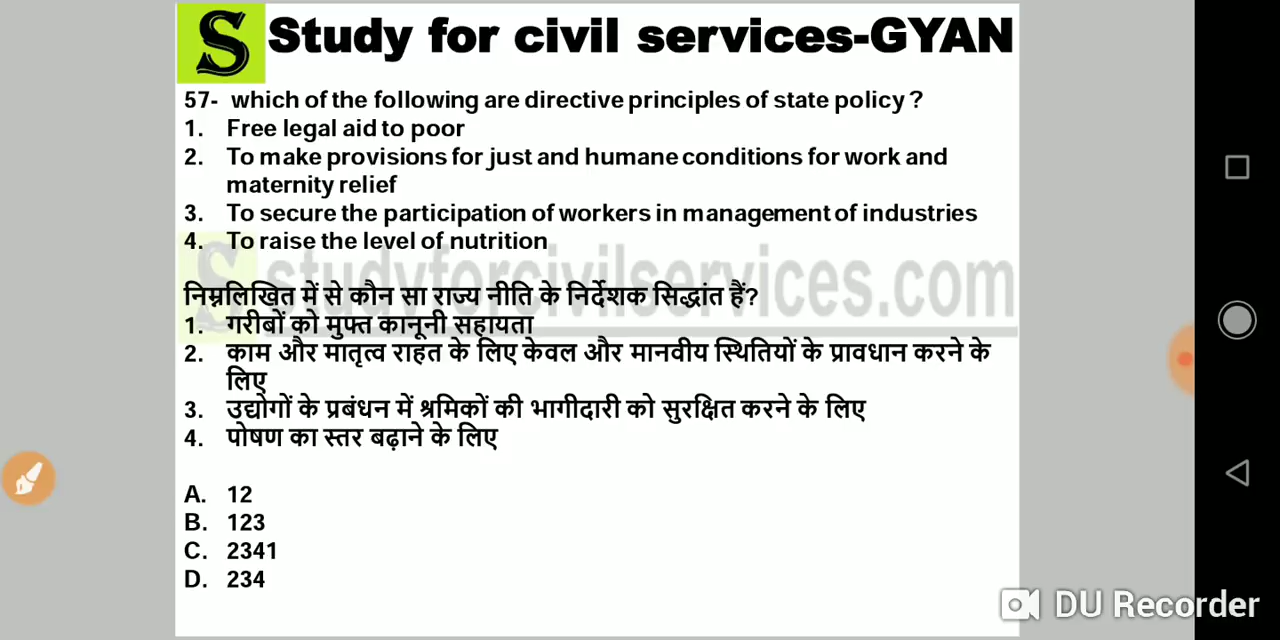 S Study for civil services-GYAN
57- which of the following are directive principles of state policy ?
1. Free legal aid to poor
2. To make provisions for just and humane conditions for work and
maternity relief
3. To secure the participation of workers in management of industries
4. To raise the level of nutrition
S studyforcivilservices.com
निम्नलिखित में से कौन सा राज्य नीति के निर्देशक सिद्धांत हैं?
1. गरीबों को मुफ्त कानूनी सहायता
2. काम और मातृत्व राहत के लिए केवल और मानवीय स्थितियों के प्रावधान करने के
लिए
3. उद्योगों के प्रबंधन में श्रमिकों की भागीदारी को सुरक्षित करने के लिए
4. पोषण का स्तर बढ़ाने के लिए
A. 12
B. 123
C. 2341
D. 234
DU Recorder